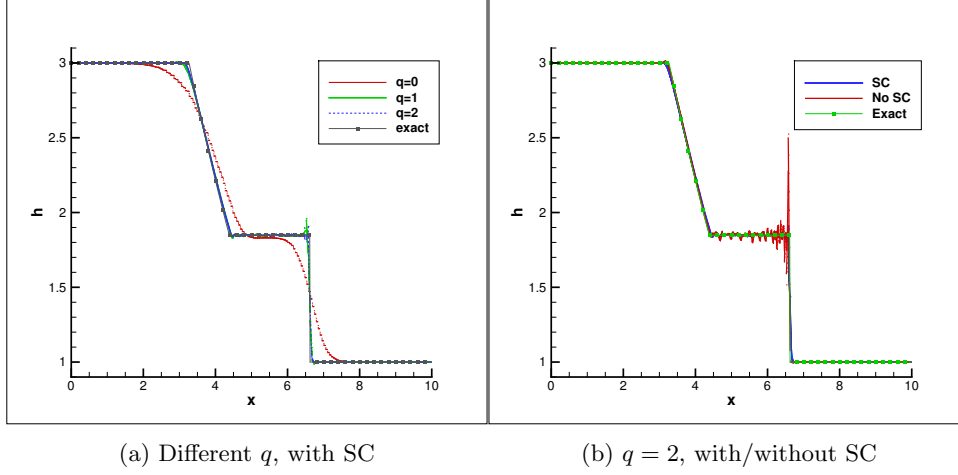 h
3
2.5
2
1.5
1
0
2
4
6
8
10
x
q=0
q=1
q=2
exact
h
3
2.5
2
1.5
1
0
2
4
6
8
10
x
SC
No SC
Exact
(a) Different q, with SC
(b) q = 2, with/without SC